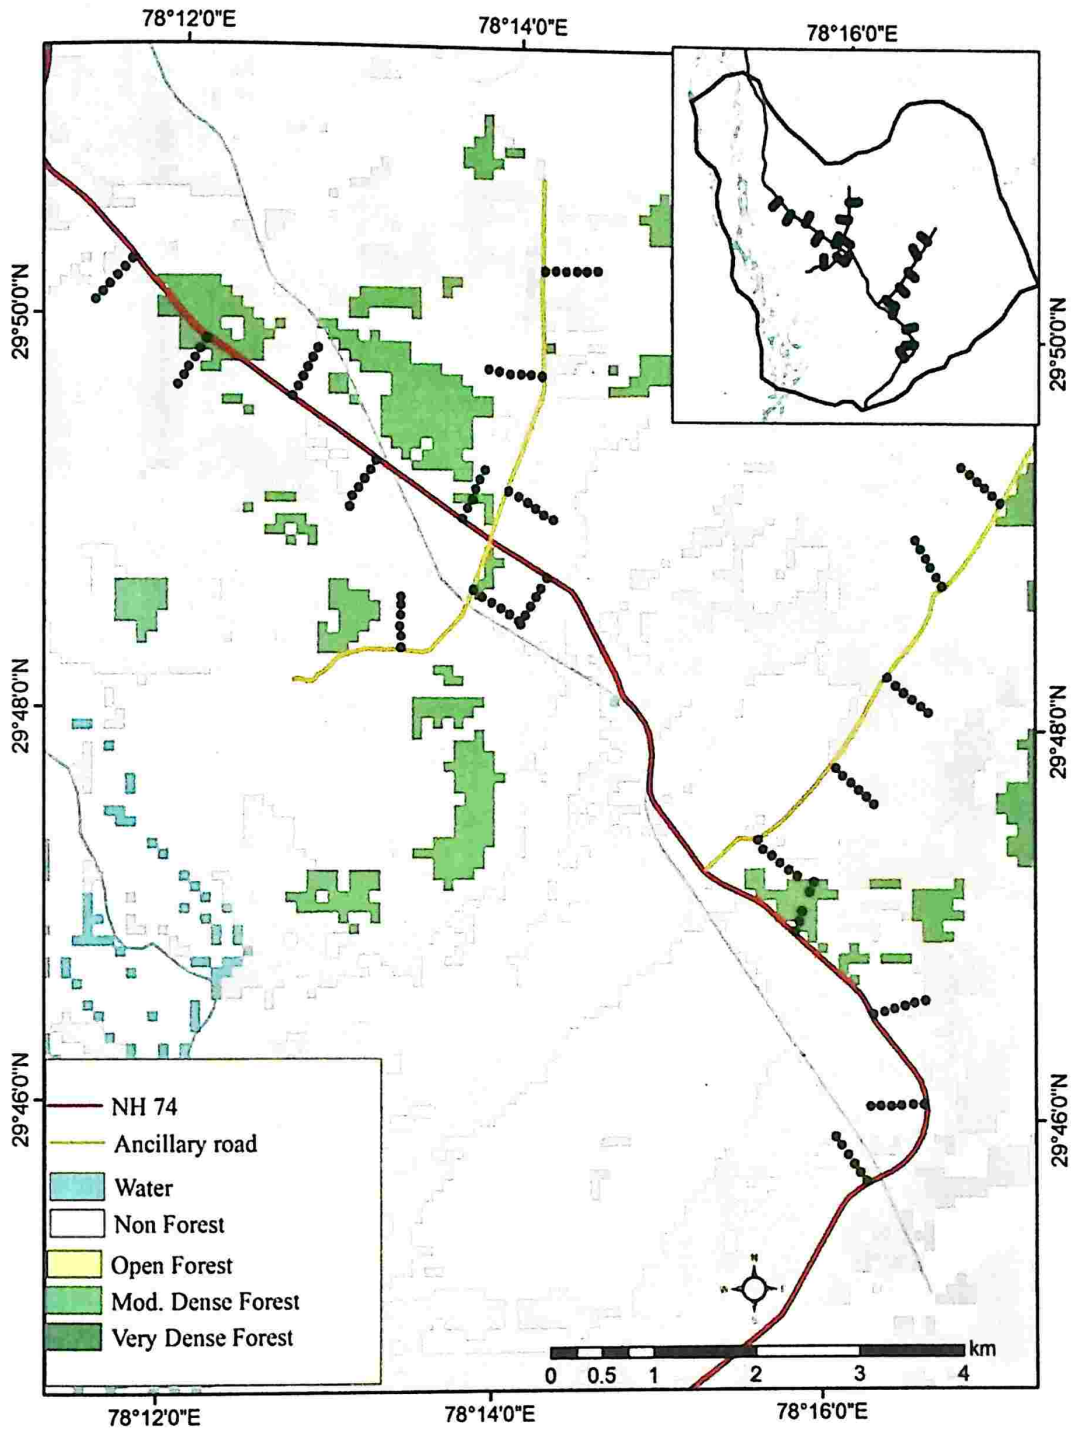 78°12'0"E 78°14'0"E 78°16'0"E
29°50'0"N 29°50'0"N
29°48'0"N 29°48'0"N
29°46'0"N 29°46'0"N
NH 74
Ancillary road
Water
Non Forest
Open Forest
Mod. Dense Forest
Very Dense Forest
N
W E
S
km
0 0.5 1 2 3 4
78°12'0"E 78°14'0"E 78°16'0"E